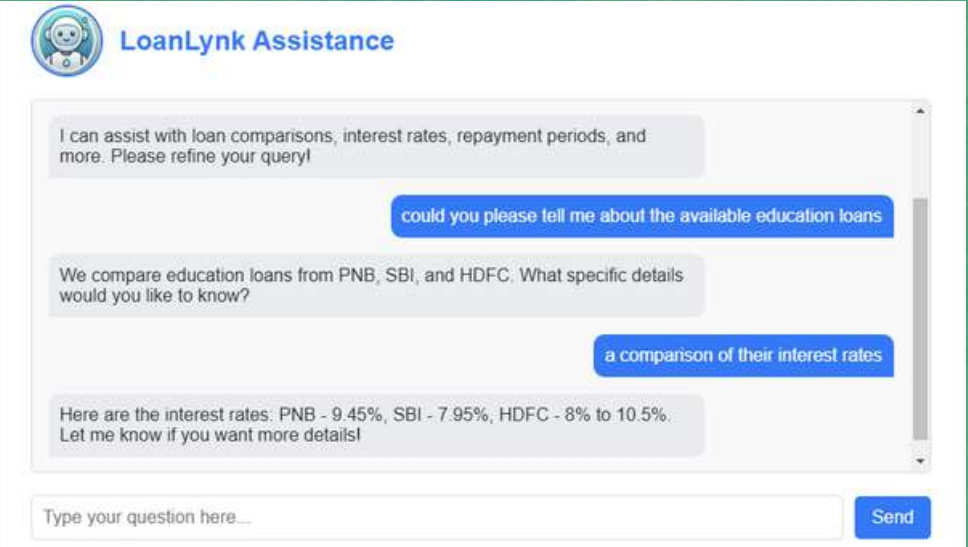 LoanLynk Assistance
I can assist with loan comparisons, interest rates, repayment periods, and
more. Please refine your query!
could you please tell me about the available education loans
We compare education loans from PNB, SBI, and HDFC. What specific details
would you like to know?
a comparison of their interest rates
Here are the interest rates: PNB - 9.45%, SBI - 7.95%, HDFC - 8% to 10.5%.
Let me know if you want more details!
Type your question here...
Send